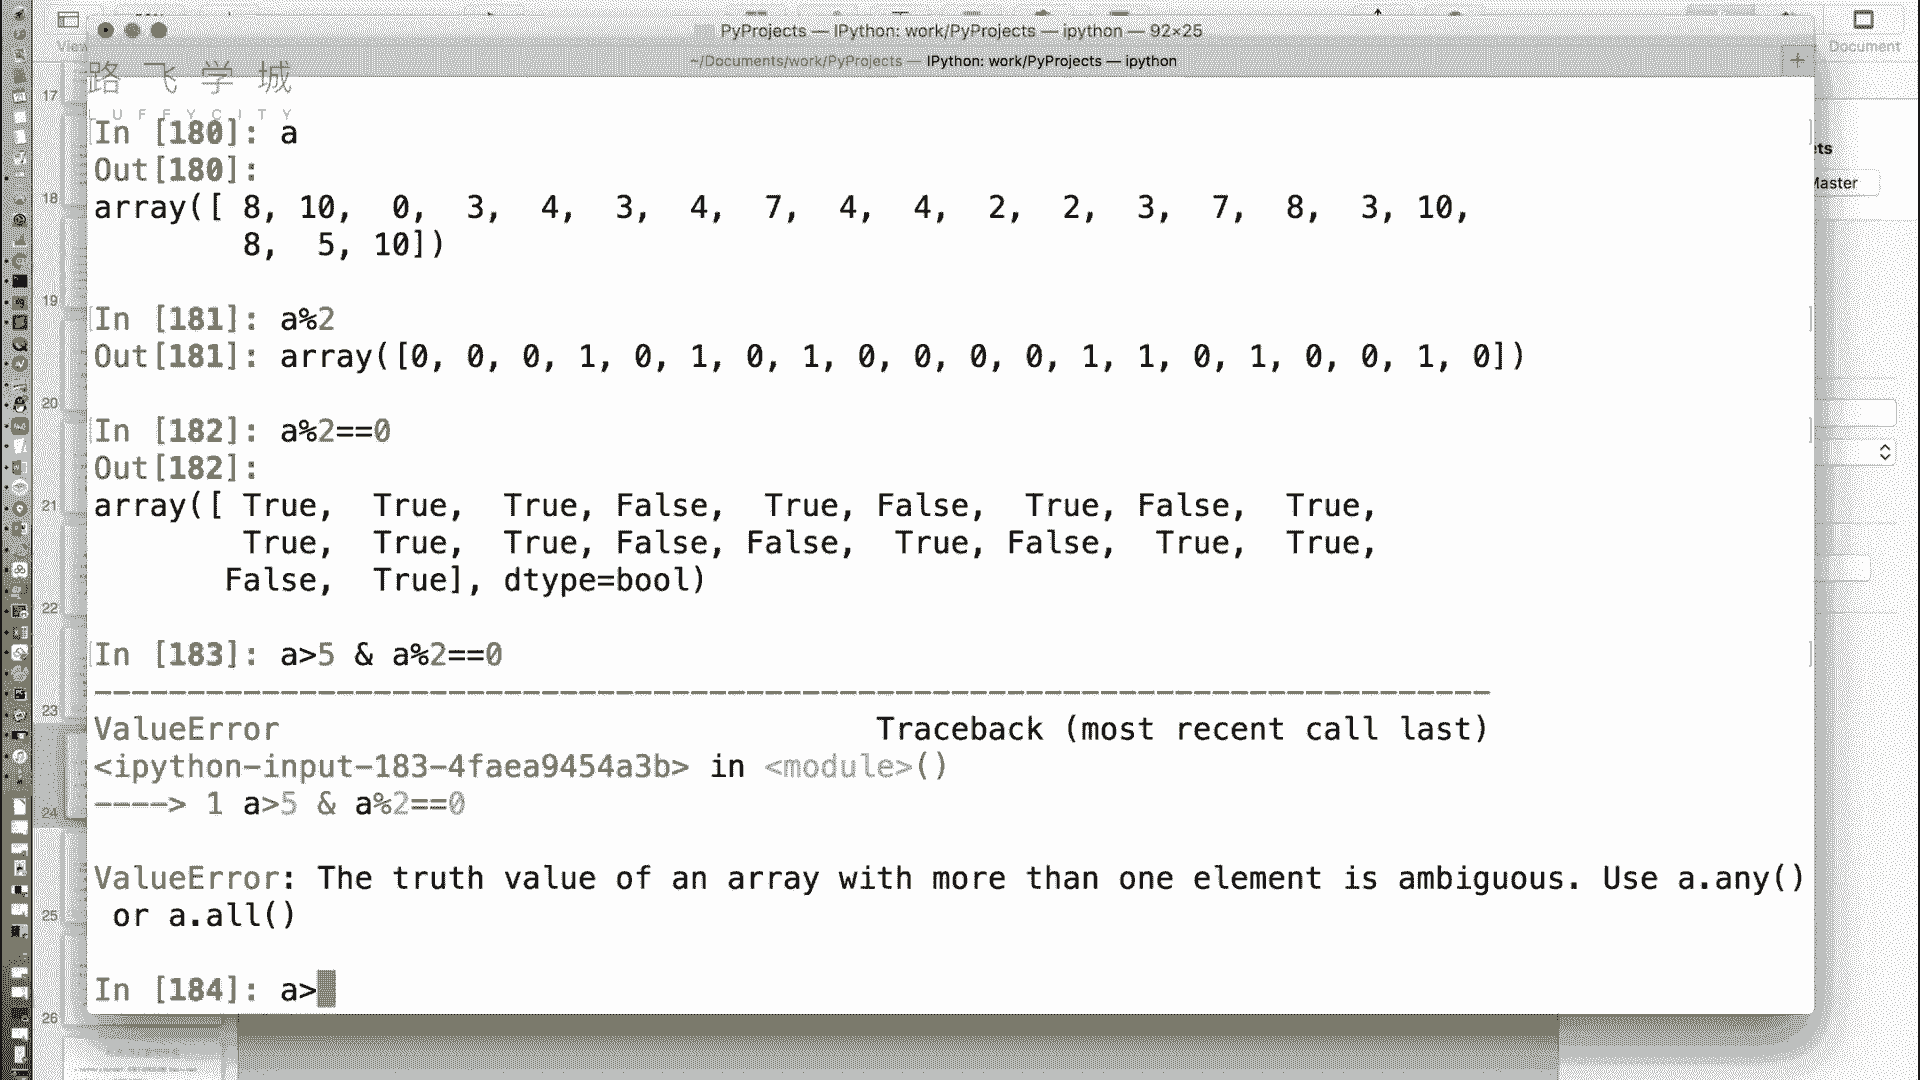 View
Document
PyProjects — IPython: work/PyProjects — ipython — 92×25
~/Documents/work/PyProjects — IPython: work/PyProjects — ipython +
路飞学城
LUFFYCITY
17
In [180]: a
Out[180]:
array([ 8, 10,  0,  3,  4,  3,  4,  7,  4,  4,  2,  2,  3,  7,  8,  3, 10,
        8,  5, 10])
Master
18
19
In [181]: a%2
Out[181]: array([0, 0, 0, 1, 0, 1, 0, 1, 0, 0, 0, 0, 1, 1, 0, 1, 0, 0, 1, 0])
20
In [182]: a%2==0
Out[182]:
array([ True,  True,  True, False,  True, False,  True, False,  True,
        True,  True,  True, False, False,  True, False,  True,  True,
       False,  True], dtype=bool)
21
22
In [183]: a>5 & a%2==0
---------------------------------------------------------------------------
23
ValueError                                Traceback (most recent call last)
<ipython-input-183-4faea9454a3b> in <module>()
----> 1 a>5 & a%2==0
24
ValueError: The truth value of an array with more than one element is ambiguous. Use a.any()
 or a.all()
25
In [184]: a>
26